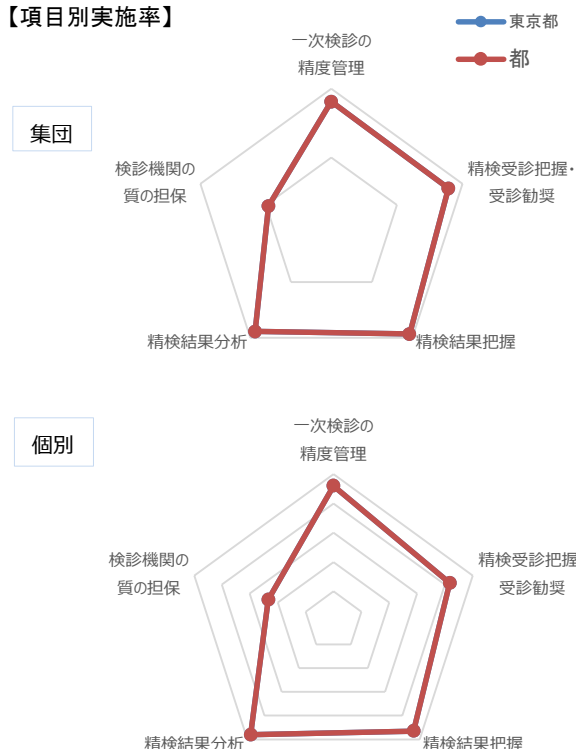 【項目別実施率】
東京都
都
集団
一次検診の
精度管理
精検受診把握・
受診勧奨
精検結果把握
精検結果分析
検診機関の
質の担保
個別
一次検診の
精度管理
精検受診把握
受診勧奨
精検結果把握
精検結果分析
検診機関の
質の担保